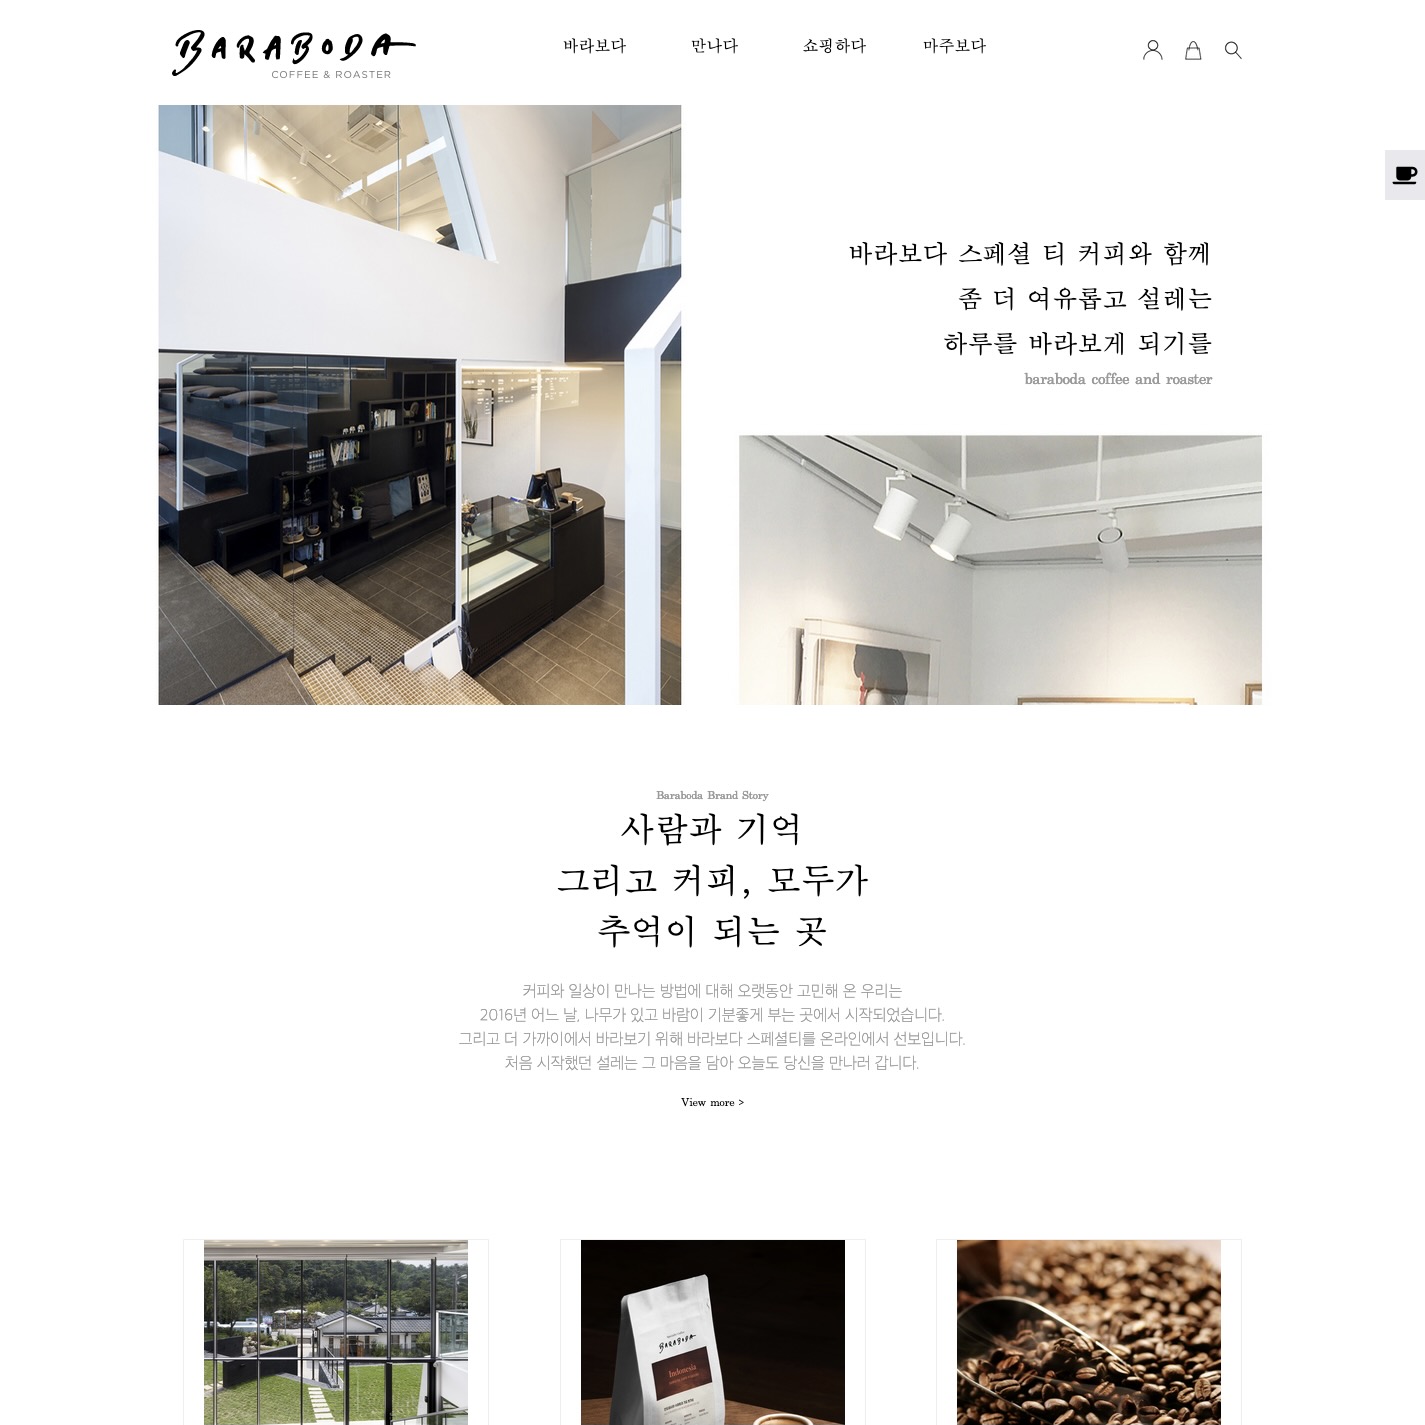 BARABODA
COFFEE & ROASTER
바라보다
만나다
쇼핑하다
마주보다
바라보다 스페셜 티 커피와 함께
좀 더 여유롭고 설레는
하루를 바라보게 되기를
baraboda coffee and roaster
Baraboda Brand Story
사람과 기억
그리고 커피, 모두가
추억이 되는 곳
커피와 일상이 만나는 방법에 대해 오랫동안 고민해 온 우리는
2016년 어느 날, 나무가 있고 바람이 기분좋게 부는 곳에서 시작되었습니다.
그리고 더 가까이에서 바라보기 위해 바라보다 스페셜티를 온라인에서 선보입니다.
처음 시작했던 설레는 그 마음을 담아 오늘도 당신을 만나러 갑니다.
View more >
BARABODA
Indonesia